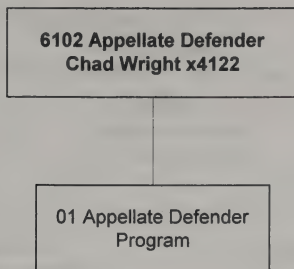 6102 Appellate Defender
Chad Wright x4122
01 Appellate Defender
Program